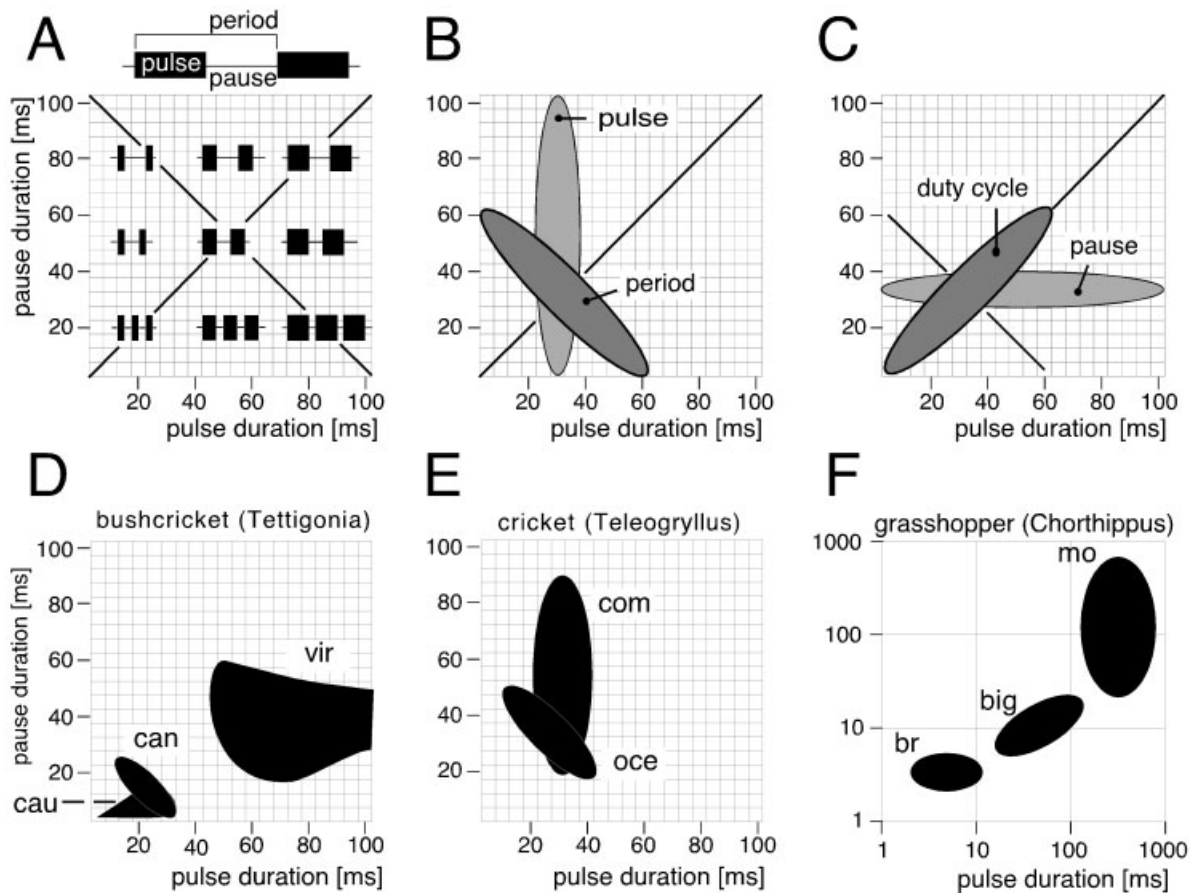 A
period
pulse
pause
pause duration [ms]
100
80
60
40
20
20 40 60 80 100
pulse duration [ms]
B
pulse
period
100
80
60
40
20
20 40 60 80 100
pulse duration [ms]
C
duty cycle
pause
100
80
60
40
20
20 40 60 80 100
pulse duration [ms]
D
bushcricket (Tettigonia)
pause duration [ms]
100
80
60
40
20
vir
can
cau
20 40 60 80 100
pulse duration [ms]
E
cricket (Teleogryllus)
100
80
60
40
20
com
oce
20 40 60 80 100
pulse duration [ms]
F
grasshopper (Chorthippus)
1000
100
10
1
mo
big
br
1 10 100 1000
pulse duration [ms]